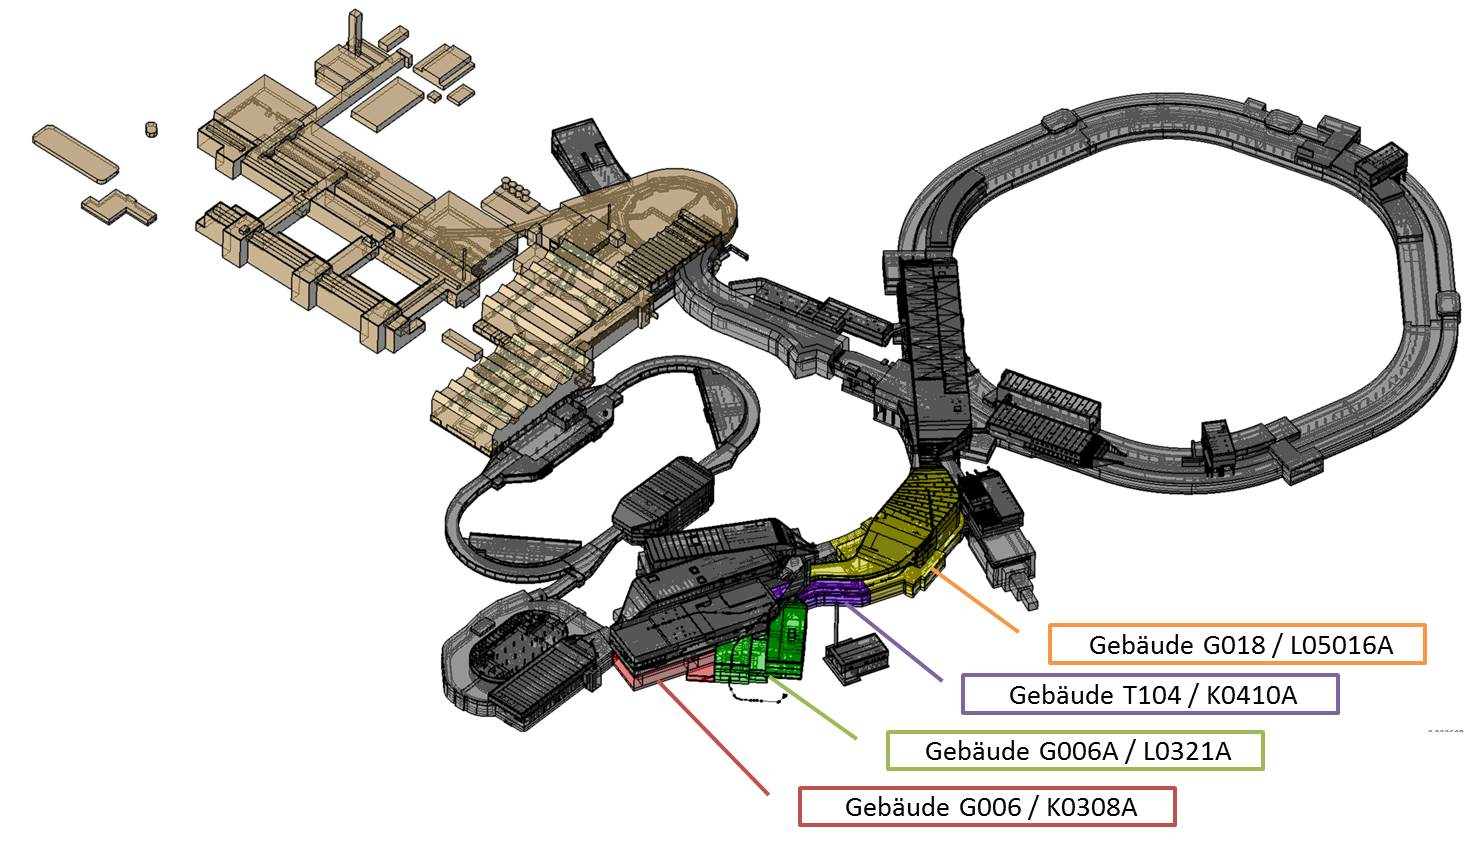 Gebäude G018 / L05016A
Gebäude T104 / K0410A
Gebäude G006A / L0321A
Gebäude G006 / K0308A